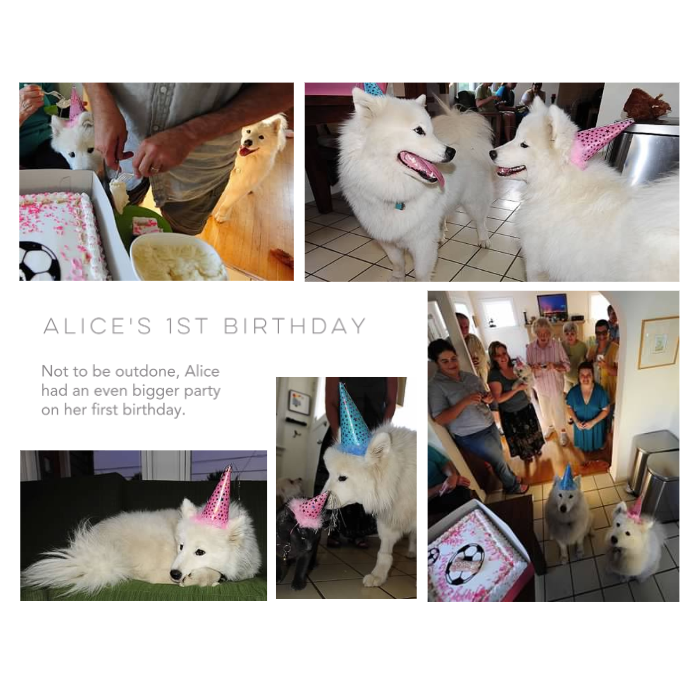 ALICE'S 1ST BIRTHDAY
Not to be outdone, Alice
had an even bigger party
on her first birthday.